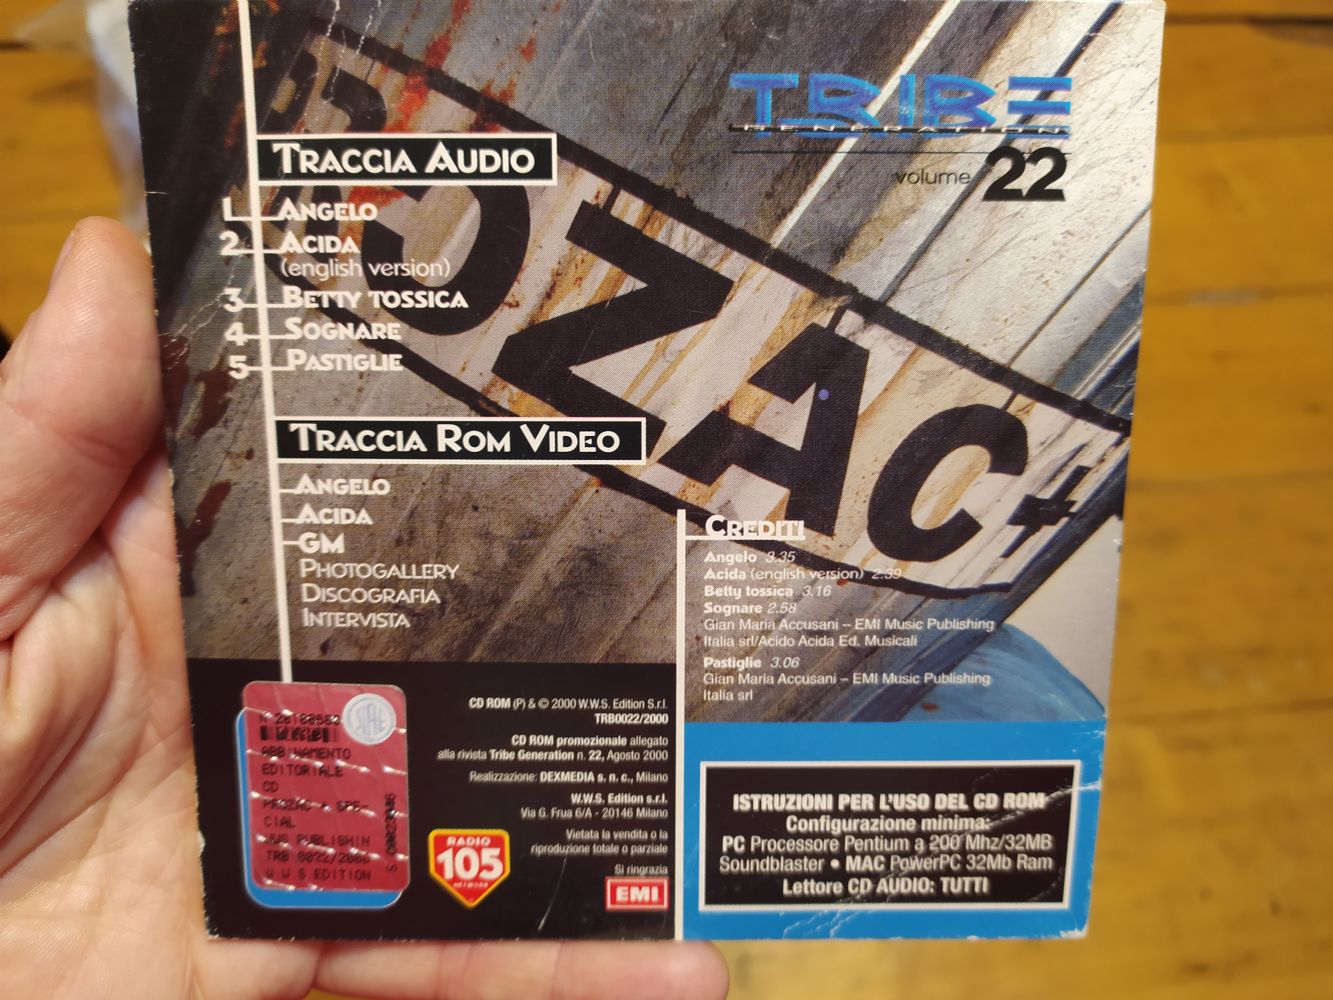 TRIBE
GENERATION
volume 22
OZAC+
TRACCIA AUDIO
1 ANGELO
2 ACIDA
(english version)
3 BETTY TOSSICA
4 SOGNARE
5 PASTIGLIE
TRACCIA ROM VIDEO
ANGELO
ACIDA
GM
PHOTOGALLERY
DISCOGRAFIA
INTERVISTA
CREDITI
Angelo 3.35
Acida (english version) 2.39
Betty tossica 3.16
Sognare 2.58
Gian Maria Accusani – EMI Music Publishing
Italia srl/Acido Acida Ed. Musicali
Pastiglie 3.06
Gian Maria Accusani – EMI Music Publishing
Italia srl
SIAE
ABBINAMENTO
EDITORIALE
CD
PROZAC + SPE-
CIAL
PUBLISHIN
TRB 0022/2000
W W S EDITION
CD ROM (P) & © 2000 W.W.S. Edition S.r.l.
TRB0022/2000
CD ROM promozionale allegato
alla rivista Tribe Generation n. 22, Agosto 2000
Realizzazione: DEXMEDIA s. n. c., Milano
W.W.S. Edition s.r.l.
Via G. Frua 6/A - 20146 Milano
Vietata la vendita o la
riproduzione totale o parziale
Si ringrazia
EMI
RADIO
105
NETWORK
ISTRUZIONI PER L'USO DEL CD ROM
Configurazione minima:
PC Processore Pentium a 200 Mhz/32MB
Soundblaster • MAC PowerPC 32Mb Ram
Lettore CD AUDIO: TUTTI